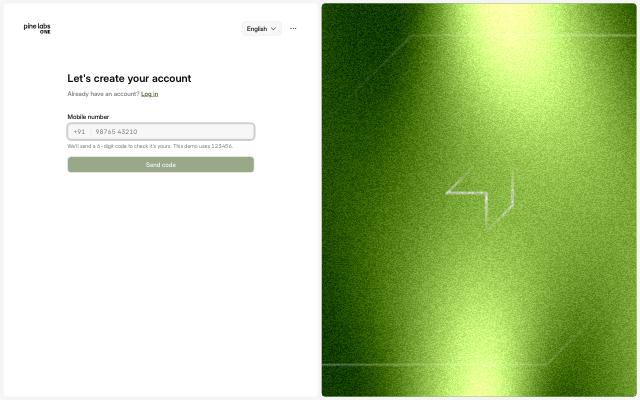 pine labs
ONE
English
Let's create your account
Already have an account? Log in
Mobile number
+91 98765 43210
We'll send a 6-digit code to check it's yours. This demo uses 123456.
Send code